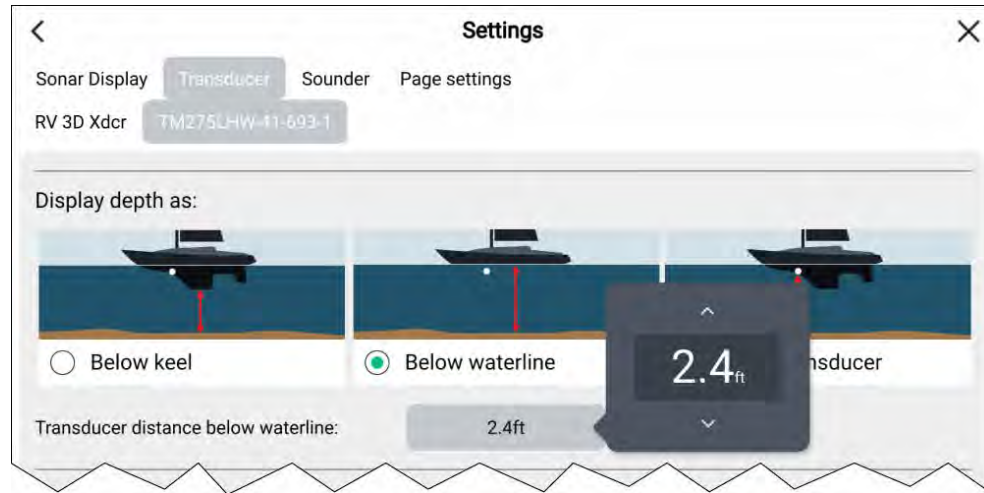 Settings
Sonar Display Transducer Sounder Page settings
RV 3D Xdcr TM275LHW-41-693-1
Display depth as:
Below keel Below waterline nsducer
Transducer distance below waterline: 2.4ft
2.4ft